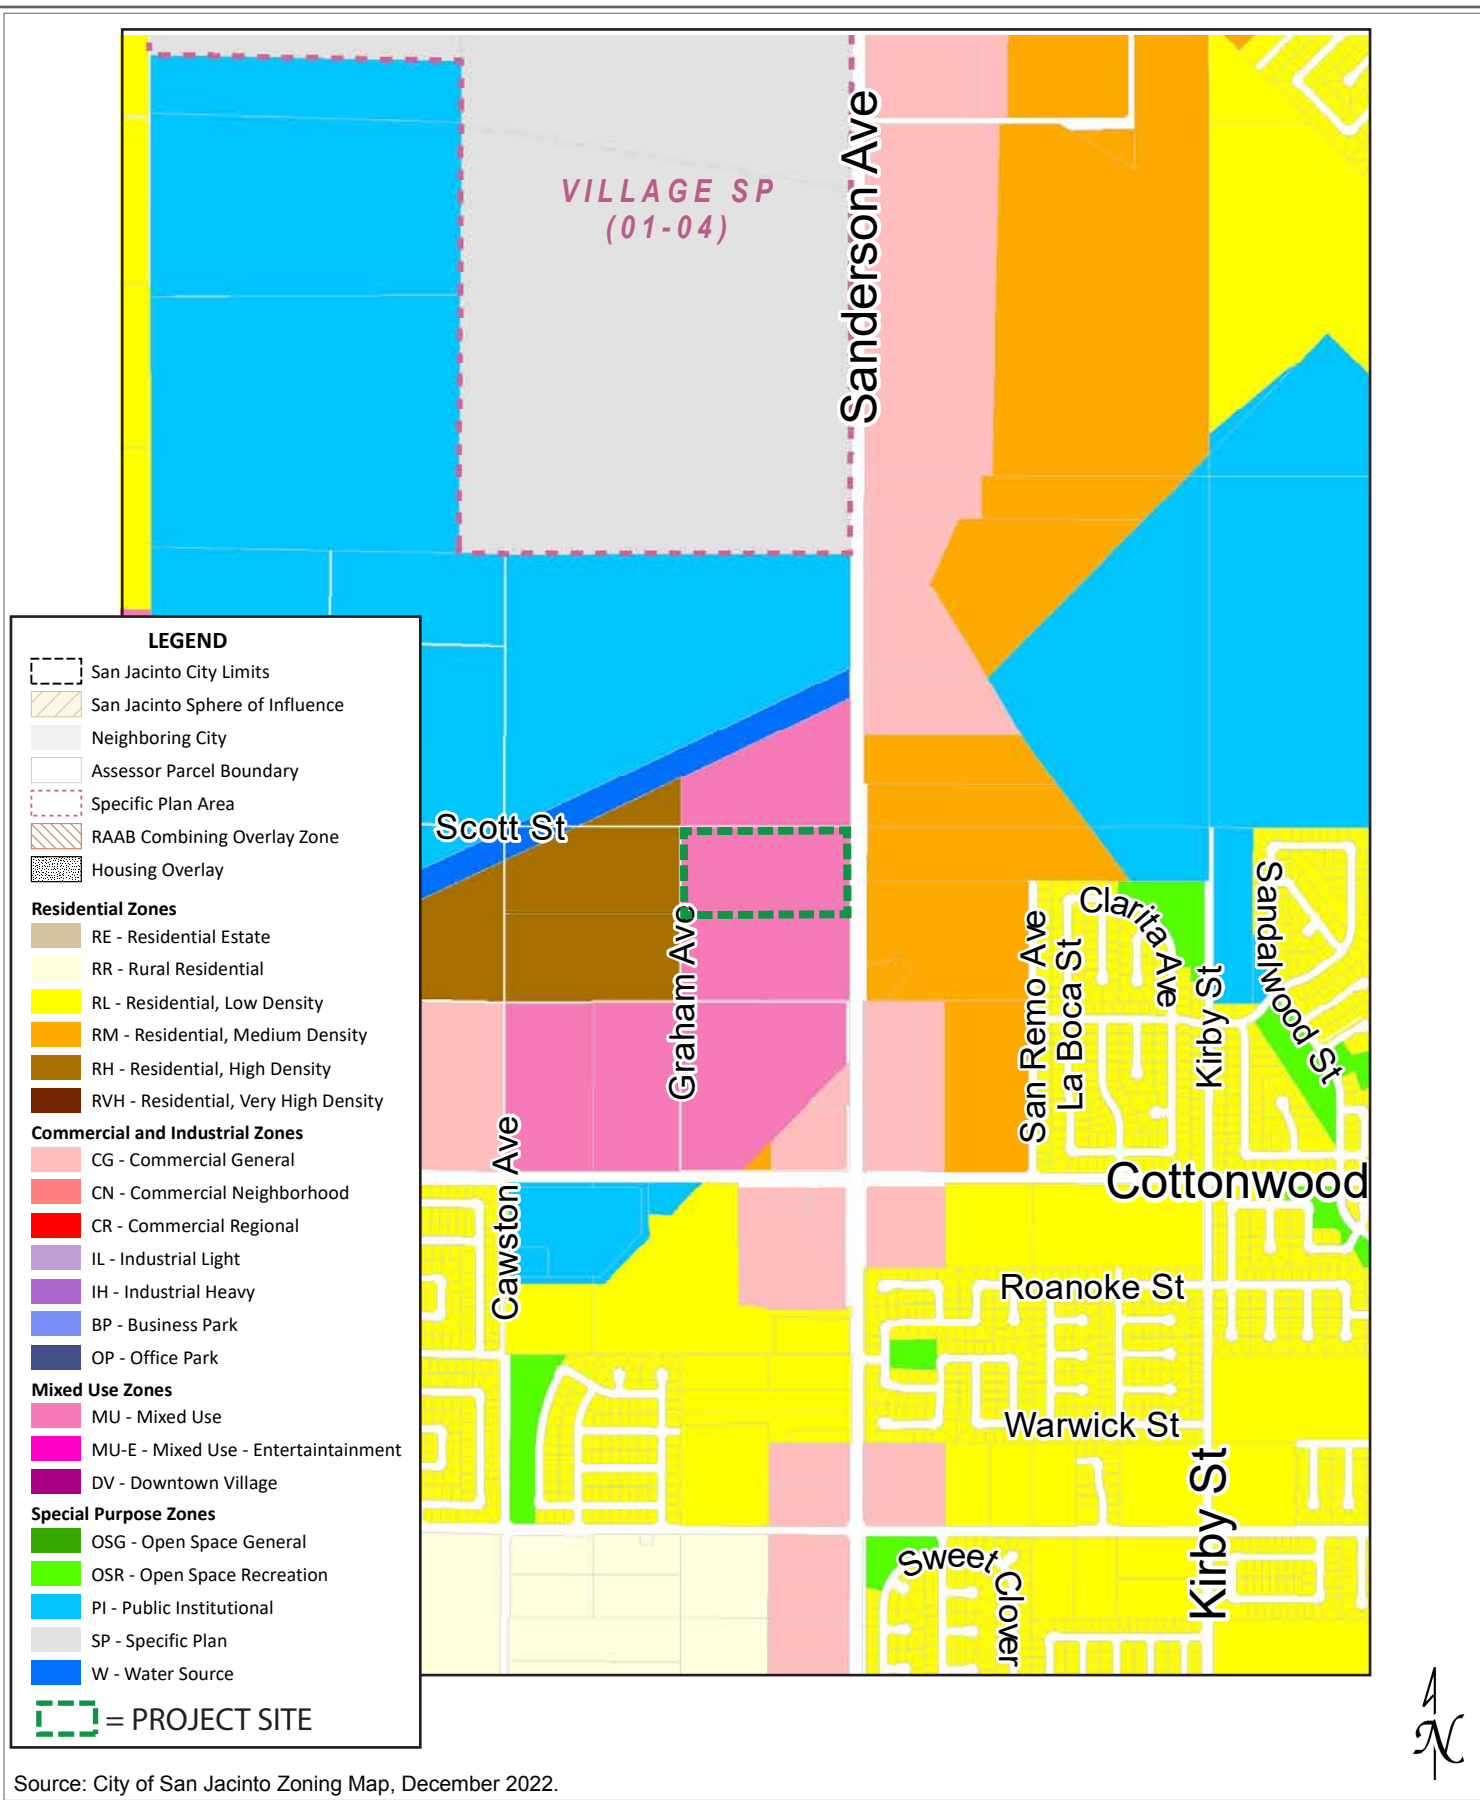 VILLAGE SP
(01-04)
Sanderson Ave
LEGEND
San Jacinto City Limits
San Jacinto Sphere of Influence
Neighboring City
Assessor Parcel Boundary
Specific Plan Area
RAAB Combining Overlay Zone
Housing Overlay
Residential Zones
RE - Residential Estate
RR - Rural Residential
RL - Residential, Low Density
RM - Residential, Medium Density
RH - Residential, High Density
RVH - Residential, Very High Density
Commercial and Industrial Zones
CG - Commercial General
CN - Commercial Neighborhood
CR - Commercial Regional
IL - Industrial Light
IH - Industrial Heavy
BP - Business Park
OP - Office Park
Mixed Use Zones
MU - Mixed Use
MU-E - Mixed Use - Entertaintainment
DV - Downtown Village
Special Purpose Zones
OSG - Open Space General
OSR - Open Space Recreation
PI - Public Institutional
SP - Specific Plan
W - Water Source
= PROJECT SITE
Scott St
Graham Ave
Cawston Ave
San Remo Ave
La Boca St
Clarita Ave
Kirby St
Sandalwood St
Cottonwood
Roanoke St
Warwick St
Kirby St
Sweet Clover
N
Source: City of San Jacinto Zoning Map, December 2022.